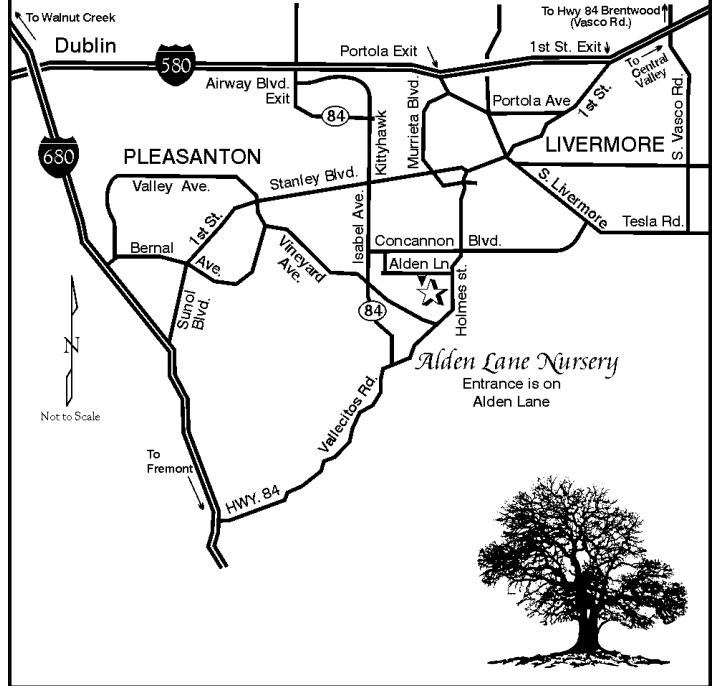 To Walnut Creek
To Hwy 84 Brentwood
(Vasco Rd.)
Dublin
Portola Exit
1st St. Exit
To
Central
Valley
580
Airway Blvd.
Exit
84
Kittyhawk
Murrieta Blvd.
Portola Ave
1st St.
S. Vasco Rd.
680
PLEASANTON
LIVERMORE
Valley Ave.
Stanley Blvd.
S. Livermore
Tesla Rd.
1st St.
Isabel Ave.
Bernal
Ave.
Vineyard
Ave.
Concannon Blvd.
Alden Ln.
Holmes st.
Sunol
Blvd.
84
N
Not to Scale
Alden Lane Nursery
Entrance is on
Alden Lane
Vallecitos Rd.
To
Fremont
HWY. 84